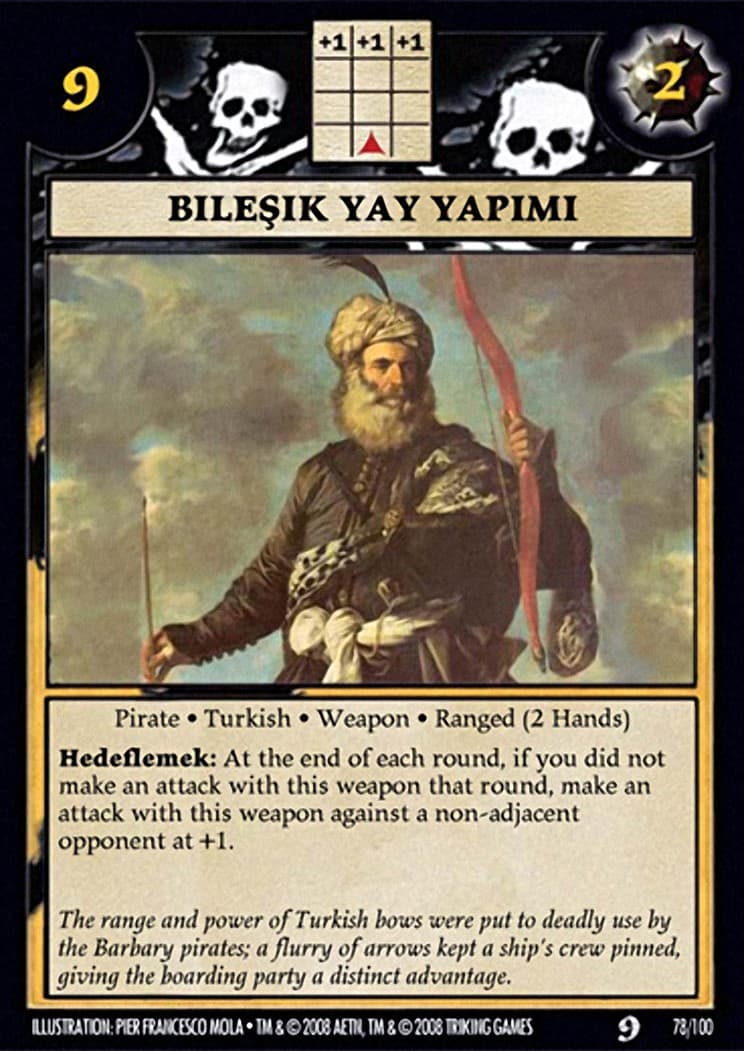 +1 +1 +1
9
2
BILEŞIK YAY YAPIMI
Pirate • Turkish • Weapon • Ranged (2 Hands)
Hedeflemek: At the end of each round, if you did not
make an attack with this weapon that round, make an
attack with this weapon against a non-adjacent
opponent at +1.
The range and power of Turkish bows were put to deadly use by
the Barbary pirates; a flurry of arrows kept a ship's crew pinned,
giving the boarding party a distinct advantage.
ILLUSTRATION: PIER FRANCESCO MOLA • TM & © 2008 AETN, TM & © 2008 TRIKING GAMES 9 78/100